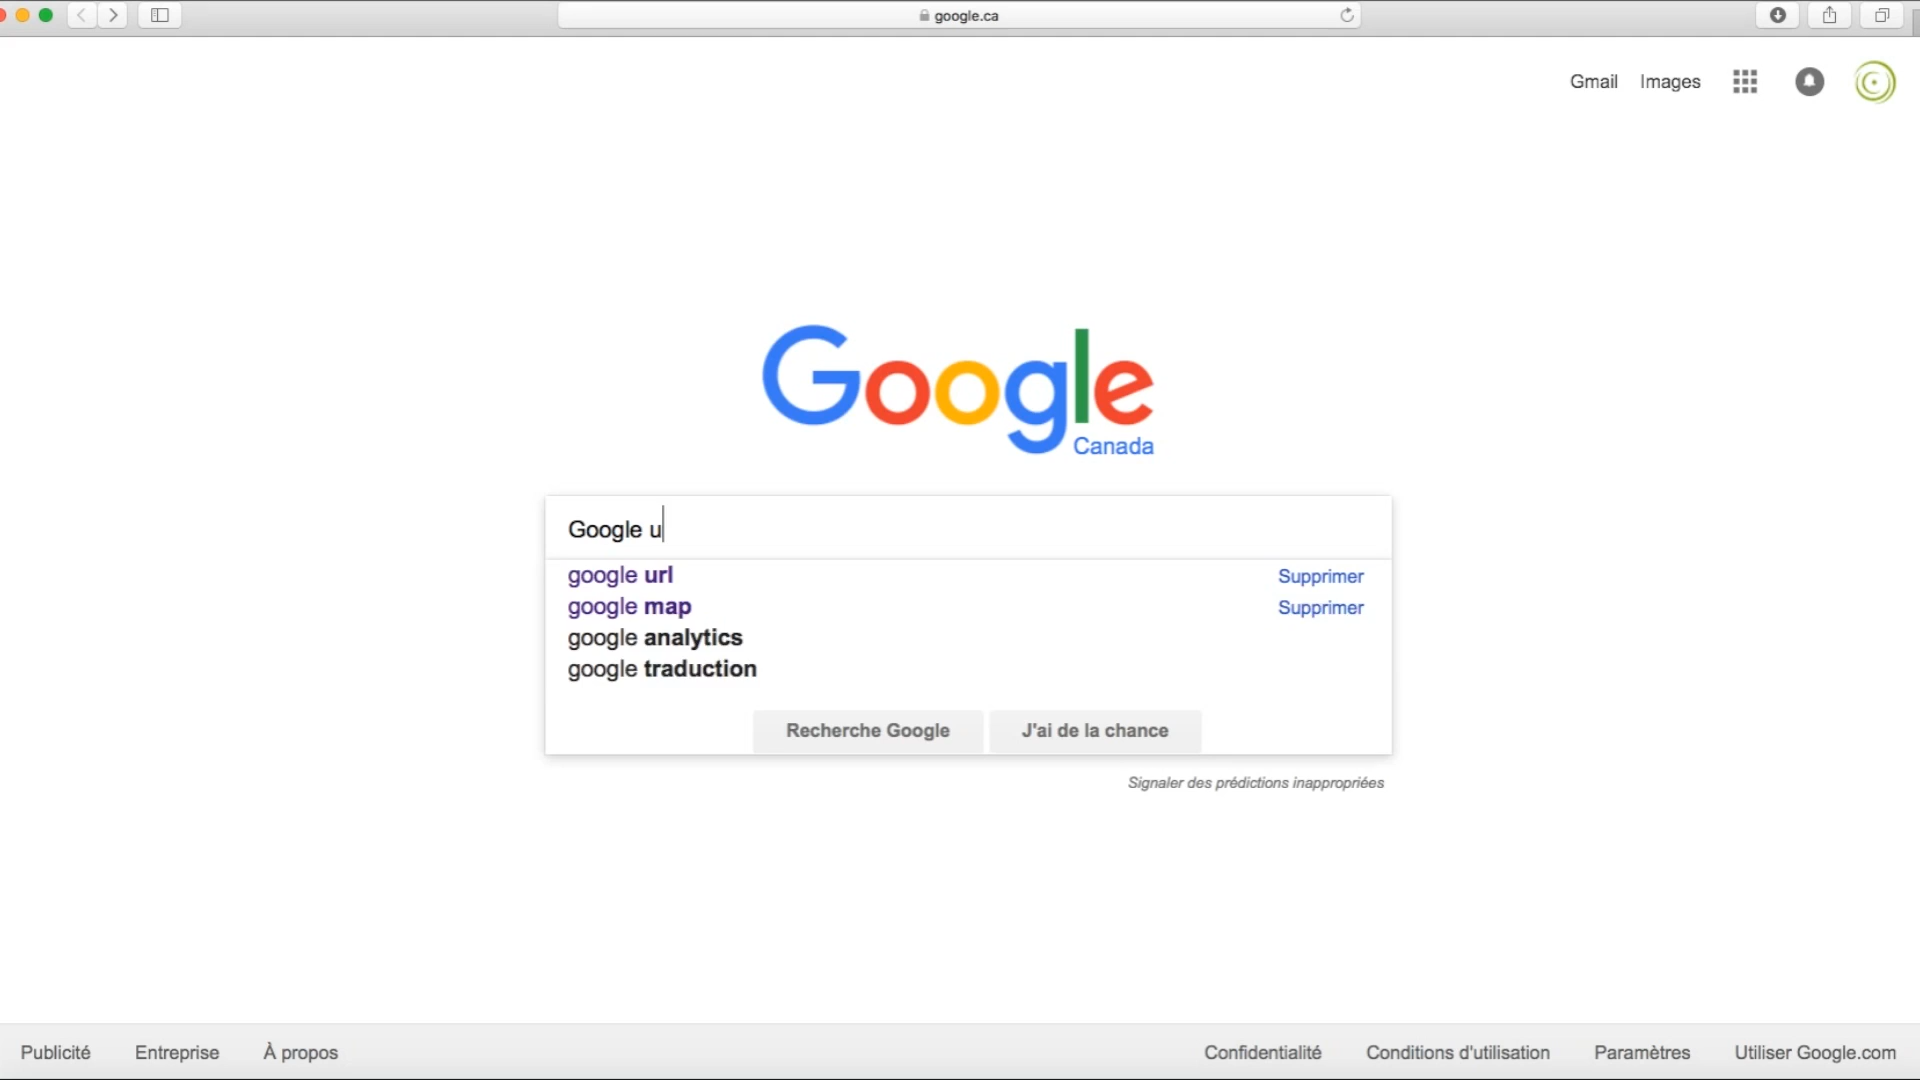 google.ca
Gmail Images
Google
Canada
Google u
google url Supprimer
google map Supprimer
google analytics
google traduction
Recherche Google J'ai de la chance
Signaler des prédictions inappropriées
Publicité Entreprise À propos Confidentialité Conditions d'utilisation Paramètres Utiliser Google.com